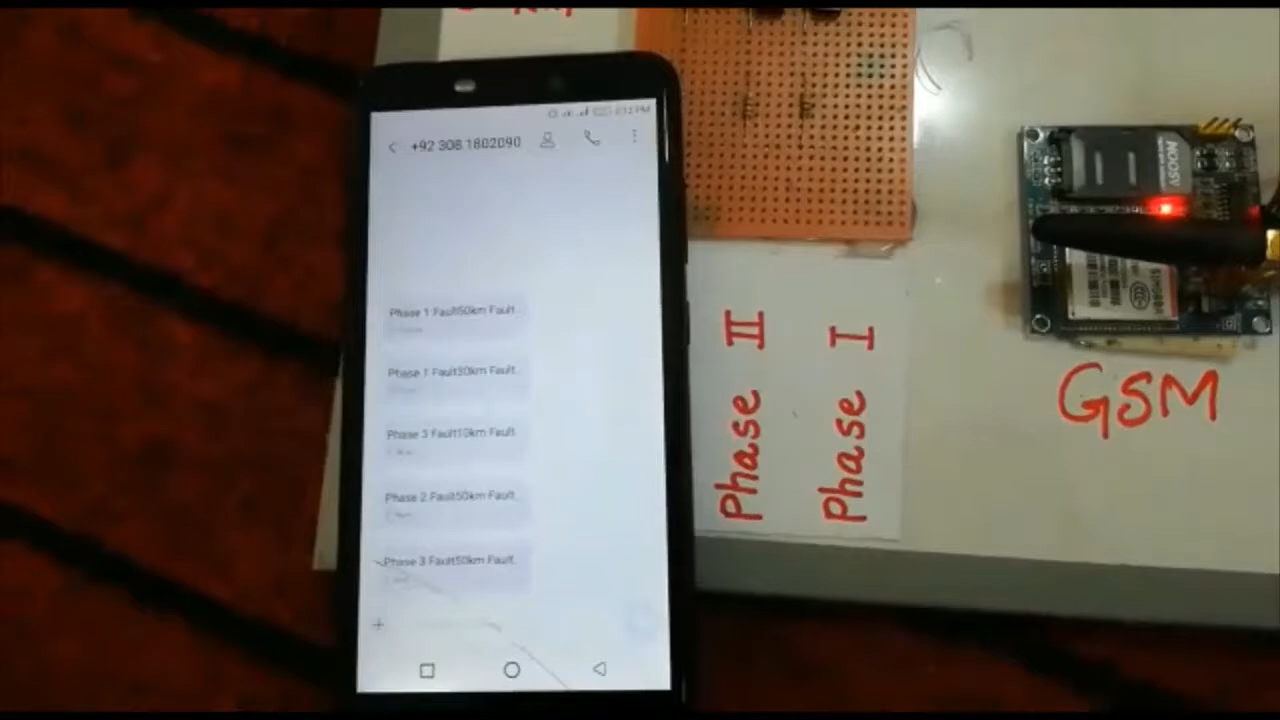 +92 308 1802090
Phase 1 Fault50km Fault.
Phase 1 Fault30km Fault.
Phase 3 Fault10km Fault.
Phase 2 Fault50km Fault.
Phase 3 Fault50km Fault.
Phase II
Phase I
GSM